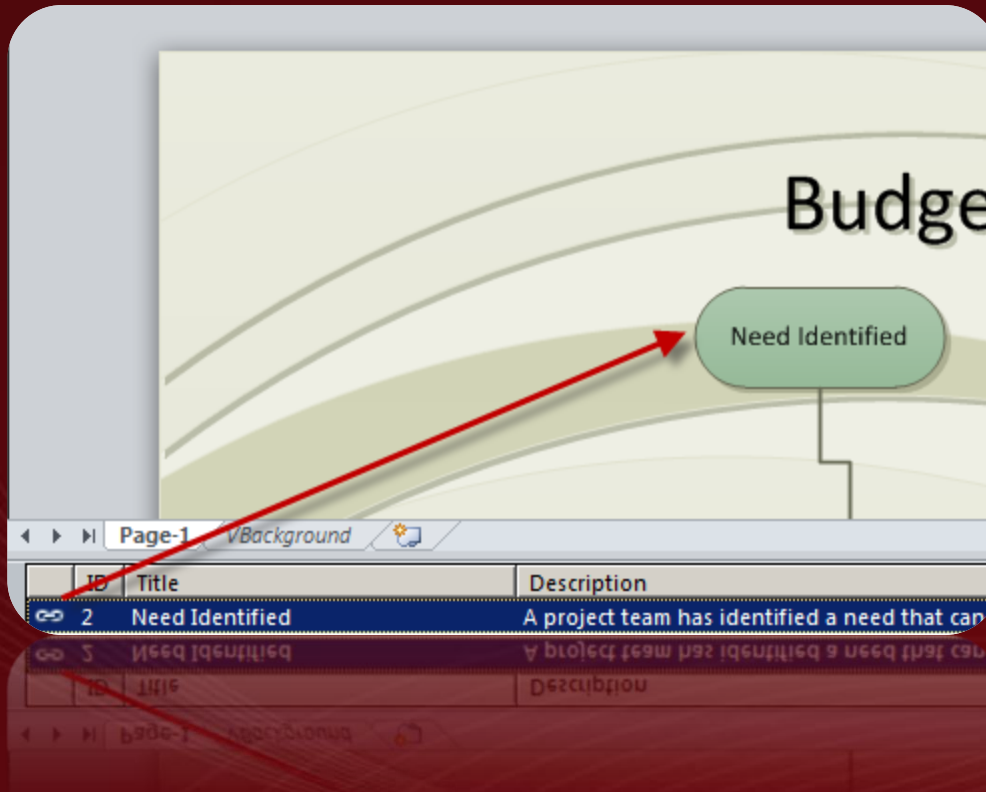 Budge
Need Identified
Page-1 VBackground
ID Title Description
2 Need Identified A project team has identified a need that can